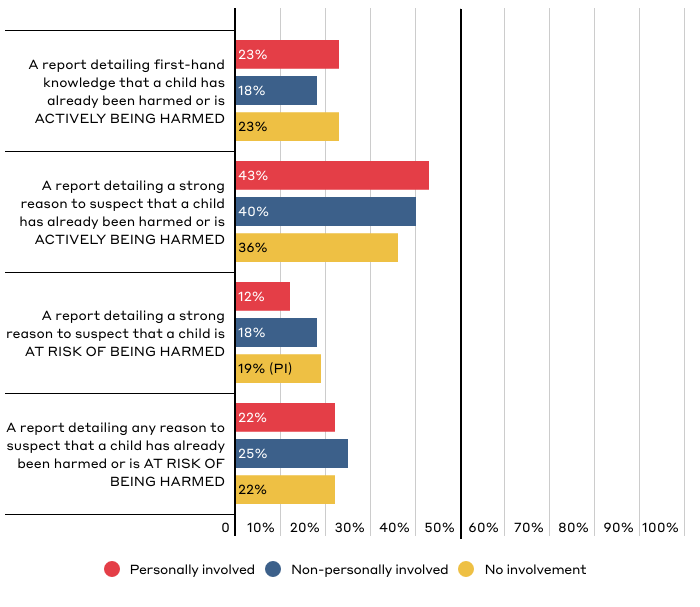 A report detailing first-hand
knowledge that a child has
already been harmed or is
ACTIVELY BEING HARMED
23%
18%
23%
A report detailing a strong
reason to suspect that a child
has already been harmed or is
ACTIVELY BEING HARMED
43%
40%
36%
A report detailing a strong
reason to suspect that a child is
AT RISK OF BEING HARMED
12%
18%
19% (PI)
A report detailing any reason to
suspect that a child has already
been harmed or is AT RISK OF
BEING HARMED
22%
25%
22%
0 10% 20% 30% 40% 50% 60% 70% 80% 90% 100%
Personally involved Non-personally involved No involvement